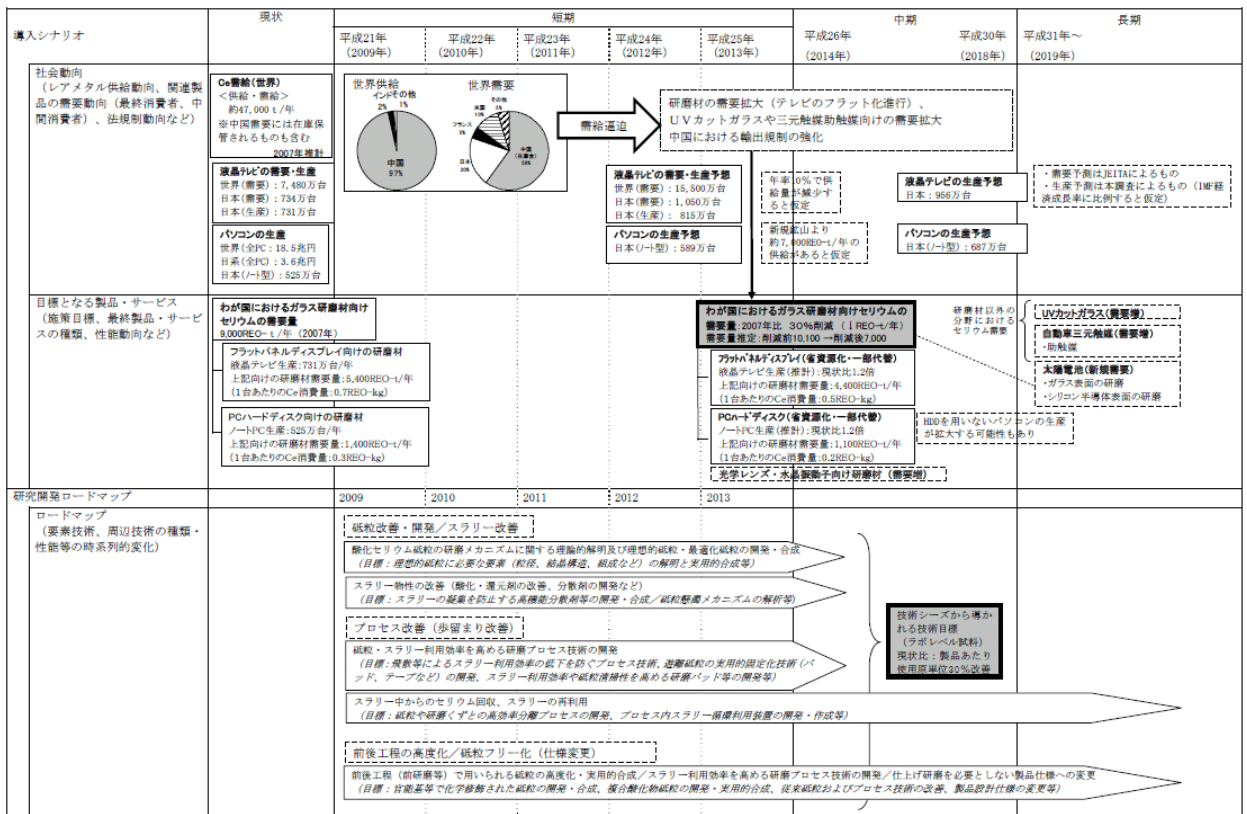 導入シナリオ
現状
短期
中期
長期
平成21年
(2009年)
平成22年
(2010年)
平成23年
(2011年)
平成24年
(2012年)
平成25年
(2013年)
平成26年
(2014年)
平成30年
(2018年)
平成31年～
(2019年)
社会動向
(レアメタル供給動向、関連製
品の需要動向(最終消費者、中
間消費者)、法規制動向など)
Ce需給(世界)
＜供給・需給＞
約47,000ｔ/年
※中国需要には在庫保
管されるものも含む
2007年推計
液晶テレビの需要・生産
世界(需要)：7,480万台
日本(需要)：734万台
日本(生産)：731万台
パソコンの生産
世界(全PC：18.5兆円
日系(全PC)：3.6兆円
日本(ノート型)：525万台
世界供給
インド
2%
その他
1%
中国
97%
世界需要
その他
米国
10%
フランス
日本
20%
中国
(在庫含)
需給逼迫
研磨材の需要拡大（テレビのフラット化進行）、
ＵＶカットガラスや三元触媒助触媒向けの需要拡大
中国における輸出規制の強化
液晶テレビの需要・生産予想
世界(需要)：15,500万台
日本(需要)：1,050万台
日本(生産)： 815万台
パソコンの生産予想
日本(ノート型)：589万台
年率10％で供
給量が減少す
ると仮定
新規鉱山より
約7,000REO-t/年の
供給があると仮定
液晶テレビの生産予想
日本：956万台
パソコンの生産予想
日本(ノート型)：687万台
・需要予測はJEITAによるもの
・生産予測は本調査によるもの（IMF経
済成長率に比例すると仮定）
目標となる製品・サービス
（施策目標、最終製品・サービ
スの種類、性能動向など）
わが国におけるガラス研磨材向け
セリウムの需要量
9,000REO-ｔ/年（2007年）
フラットパネルディスプレイ向けの研磨材
液晶テレビ生産：731万台/年
上記向けの研磨材需要量：5,400REO-t/年
(1台あたりのCe消費量：0.7REO-kg)
PCハードディスク向けの研磨材
ノートPC生産：525万台/年
上記向けの研磨材需要量：1,400REO-t/年
(1台あたりのCe消費量：0.3REO-kg)
わが国におけるガラス研磨材向けセリウムの
需要量：2007年比 30%削減（↓REO-t/年）
需要量推定：削減前10,100→削減後7,000
フラットパネルディスプレイ(省資源化・一部代替)
液晶テレビ生産(推計)：現状比1.2倍
上記向けの研磨材需要量：4,400REO-t/年
(1台あたりのCe消費量：0.5REO-kg)
PCハードディスク(省資源化・一部代替)
ノートPC生産(推計)：現状比1.2倍
上記向けの研磨材需要量：1,100REO-t/年
(1台あたりのCe消費量：0.2REO-kg)
光学レンズ・水晶振動子向け研磨材（需要増）
研磨材以外の
分野における
セリウム需要
UVカットガラス(需要増)
自動車三元触媒(需要増)
・助触媒
太陽電池(新規需要)
・ガラス表面の研磨
・シリコン半導体表面の研磨
HDDを用いないパソコンの生産
が拡大する可能性もあり
研究開発ロードマップ
2009
2010
2011
2012
2013
ロードマップ
（要素技術、周辺技術の種類・
性能等の時系列的変化）
砥粒改善・開発／スラリー改善
酸化セリウム砥粒の研磨メカニズムに関する理論的解明及び理想的砥粒・最適化砥粒の開発・合成
（目標：理想的砥粒に必要な要素（粒径、結晶構造、組成など）の解明と実用的合成等）
スラリー物性の改善（酸化・還元剤の改善、分散剤の開発など）
（目標：スラリーの凝集を防止する高機能分散剤等の開発・合成／砥粒懸濁メカニズムの解析等）
プロセス改善（歩留まり改善）
砥粒・スラリー利用効率を高める研磨プロセス技術の開発
（目標：飛散等によるスラリー利用効率の低下を防ぐプロセス技術、遊離砥粒の実用的固定化技術（パ
ッド、テープなど）の開発、スラリー利用効率や砥粒清掃性を高める研磨パッド等の開発等）
スラリー中からのセリウム回収、スラリーの再利用
（目標：砥粒や研磨くずとの高効率分離プロセスの開発、プロセス内スラリー循環利用装置の開発・作成等）
前後工程の高度化／砥粒フリー化（仕様変更）
前後工程（前研磨等）で用いられる砥粒の高度化・実用的合成／スラリー利用効率を高める研磨プロセス技術の開発／仕上げ研磨を必要としない製品仕様への変更
（目標：官能基等で化学修飾された砥粒の開発・合成、複合酸化物砥粒の開発・実用的合成、従来砥粒およびプロセス技術の改善、製品設計仕様の変更等）
技術シーズから導か
れる技術目標
（ラボレベル試料）
現状比：製品あたり
使用原単位30％改善